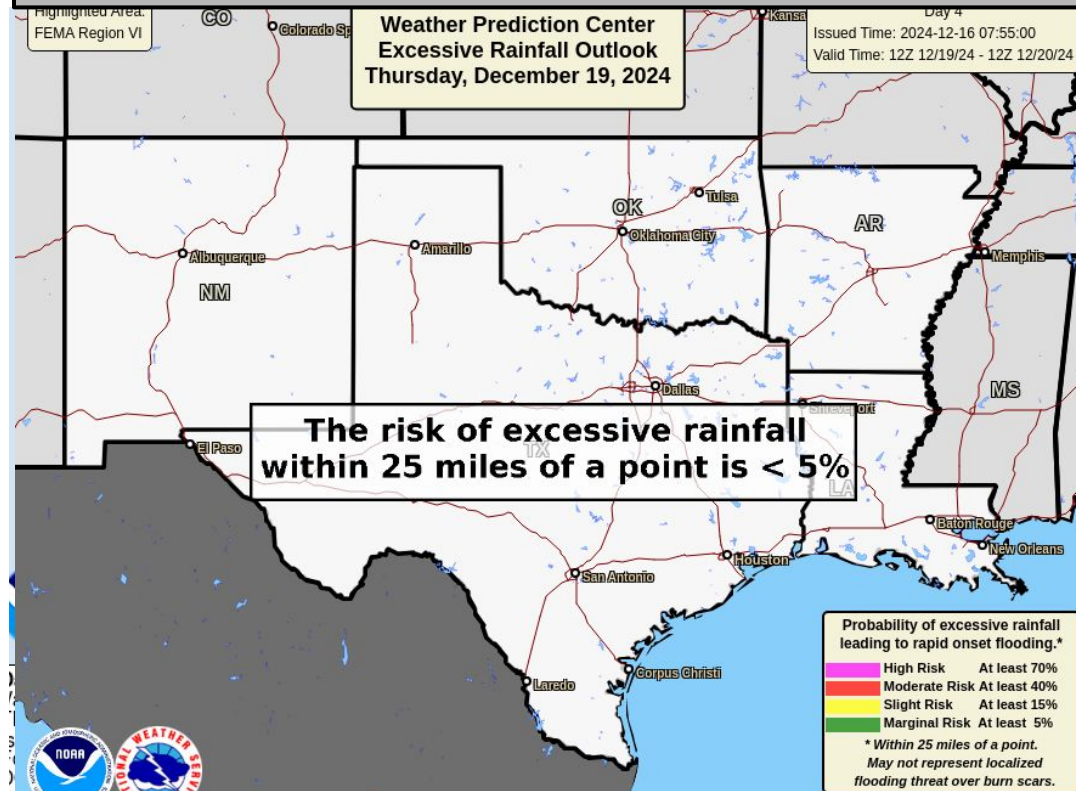 Highlighted Area:
FEMA Region VI
Weather Prediction Center
Excessive Rainfall Outlook
Thursday, December 19, 2024
Day 4
Issued Time: 2024-12-16 07:55:00
Valid Time: 12Z 12/19/24 - 12Z 12/20/24
CO
Colorado Sp
Kansa
Tulsa
OK
Oklahoma City
AR
Amarillo
Albuquerque
Memphis
NM
Dallas
MS
Shreveport
The risk of excessive rainfall
within 25 miles of a point is < 5%
El Paso
TX
LA
Baton Rouge
New Orleans
Houston
San Antonio
Corpus Christi
Laredo
Probability of excessive rainfall
leading to rapid onset flooding.*
High Risk At least 70%
Moderate Risk At least 40%
Slight Risk At least 15%
Marginal Risk At least 5%
* Within 25 miles of a point.
May not represent localized
flooding threat over burn scars.
NOAA
WEATHER